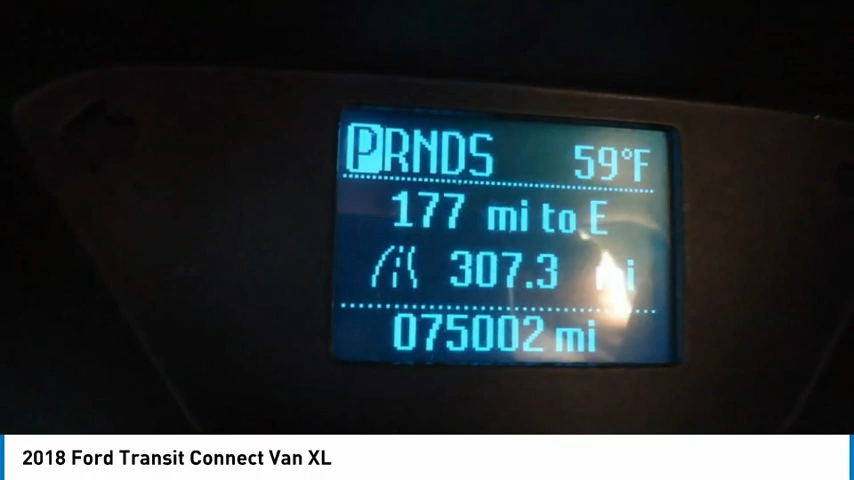 PRNDS 59°F
177 mi to E
307.3 mi
075002 mi
2018 Ford Transit Connect Van XL